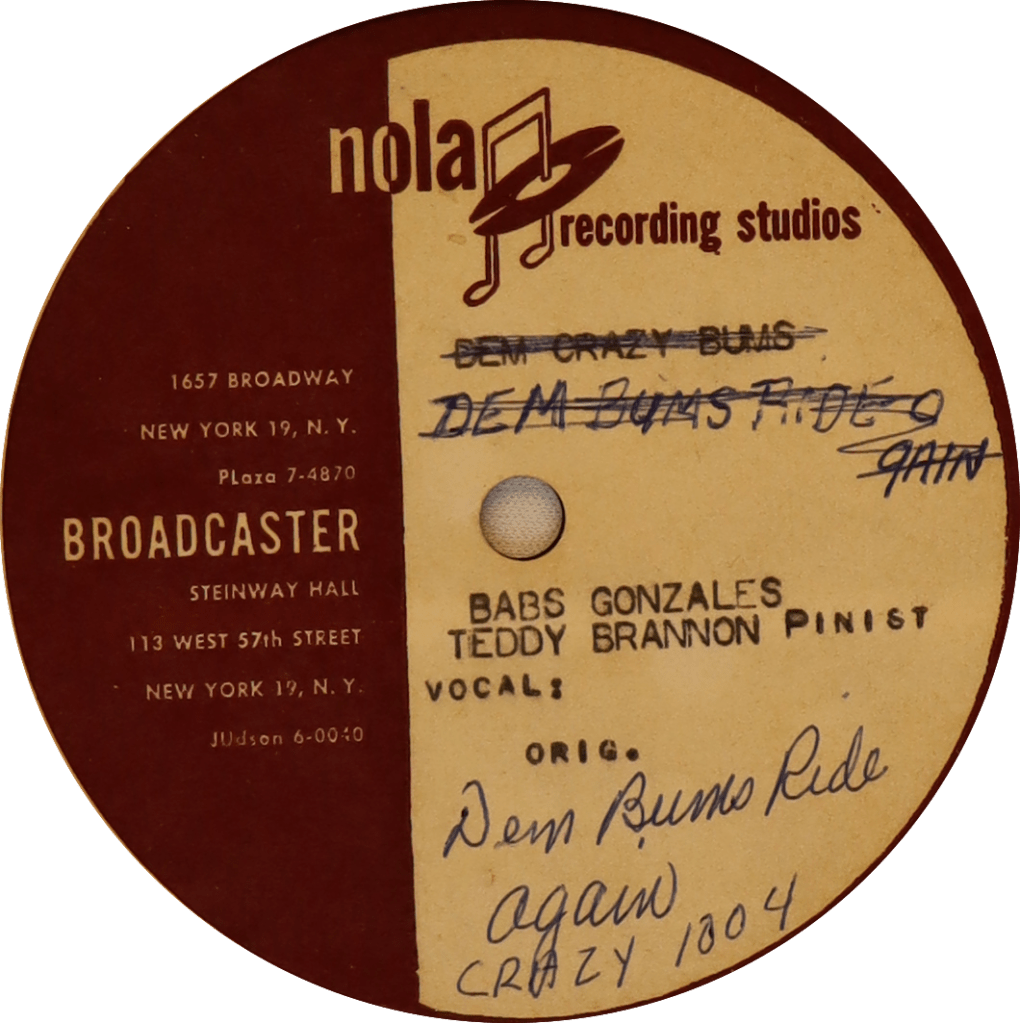 nola
recording studios
DEM CRAZY BUMS
DEM BUMS RIDE A
GAIN
1657 BROADWAY
NEW YORK 19, N. Y.
PLaza 7-4870
BROADCASTER
STEINWAY HALL
113 WEST 57th STREET
NEW YORK 19, N. Y.
JUdson 6-0040
BABS GONZALES
TEDDY BRANNON PINIST
VOCAL:
ORIG.
Dem Bums Ride
again
CRAZY 1004